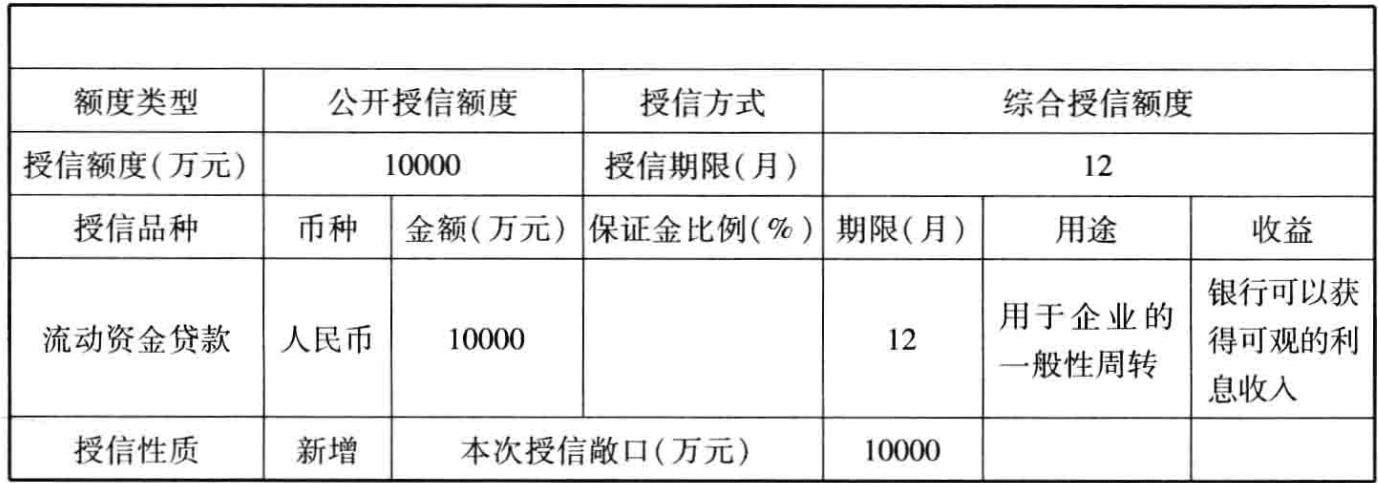 额度类型 公开授信额度 授信方式 综合授信额度
授信额度(万元) 10000 授信期限(月) 12
授信品种 币种 金额(万元) 保证金比例(%) 期限(月) 用途 收益
流动资金贷款 人民币 10000 12 用于企业的 银行可以获
一般性周转 得可观的利
息收入
授信性质 新增 本次授信敞口(万元) 10000